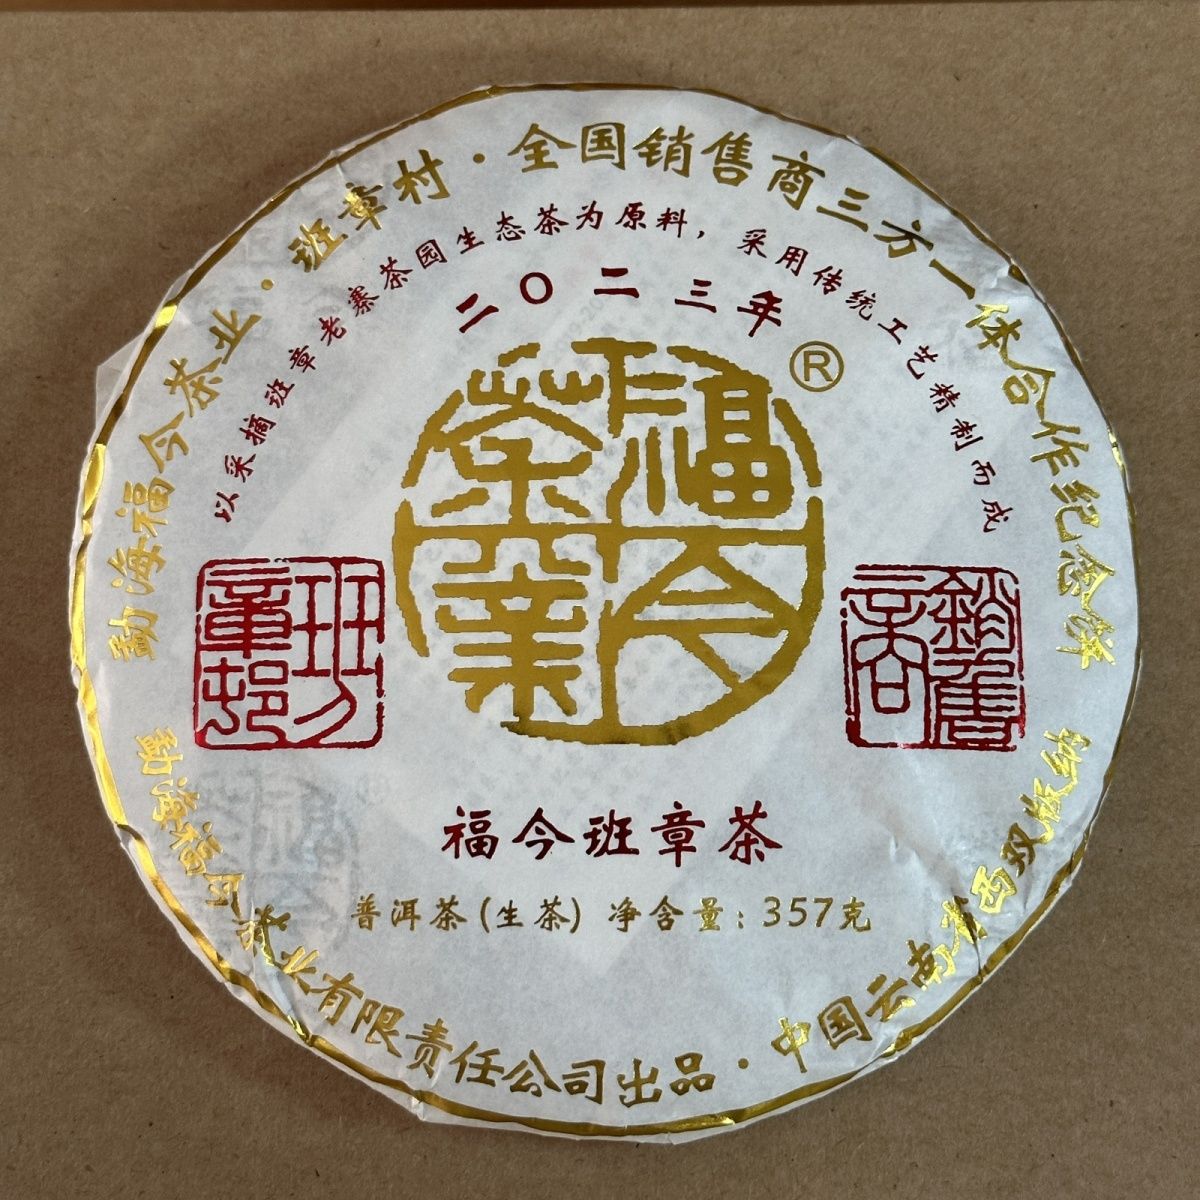 勐海福今茶业·班章村·全国销售商三方一体合作纪念饼
以采摘班章老寨茶园生态茶为原料，采用传统工艺精制而成
二〇二三年
®
福今
茶業
班章邨
銷售商
福今班章茶
普洱茶(生茶) 净含量: 357克
勐海福今茶业有限责任公司出品·中国云南省西双版纳